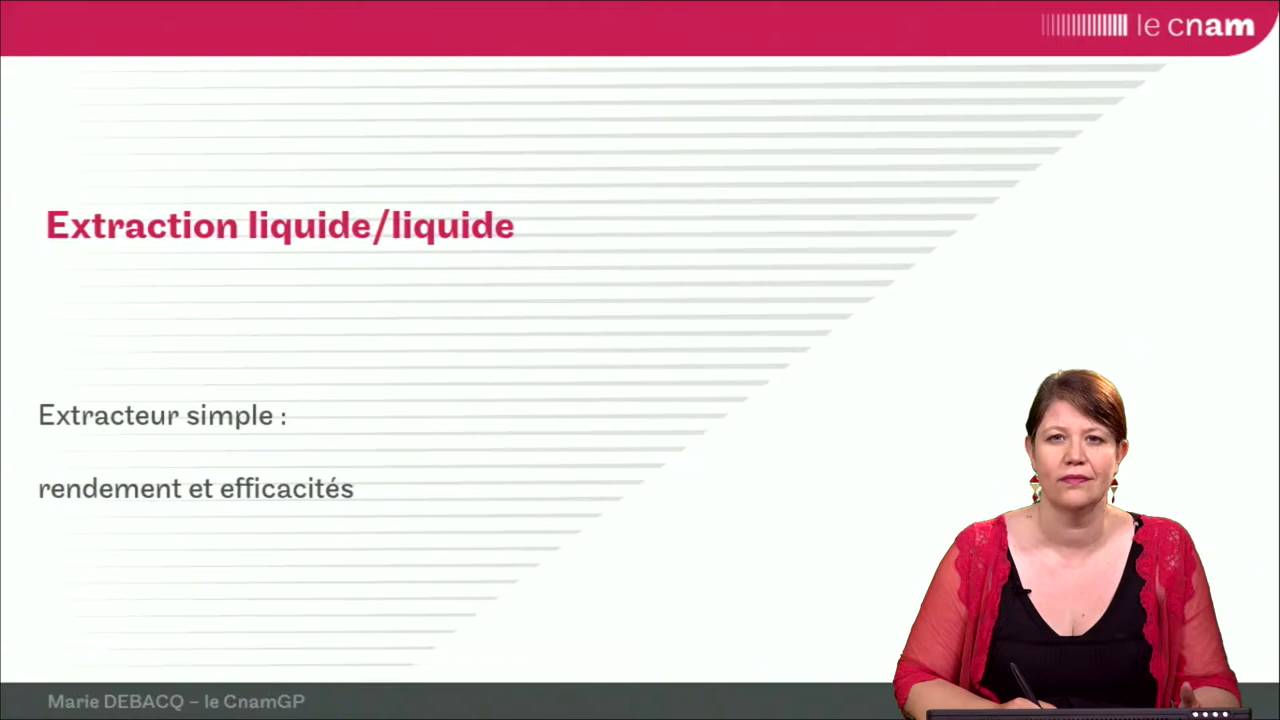 le cnam
Extraction liquide/liquide
Extracteur simple :
rendement et efficacités
Marie DEBACQ – le CnamGP